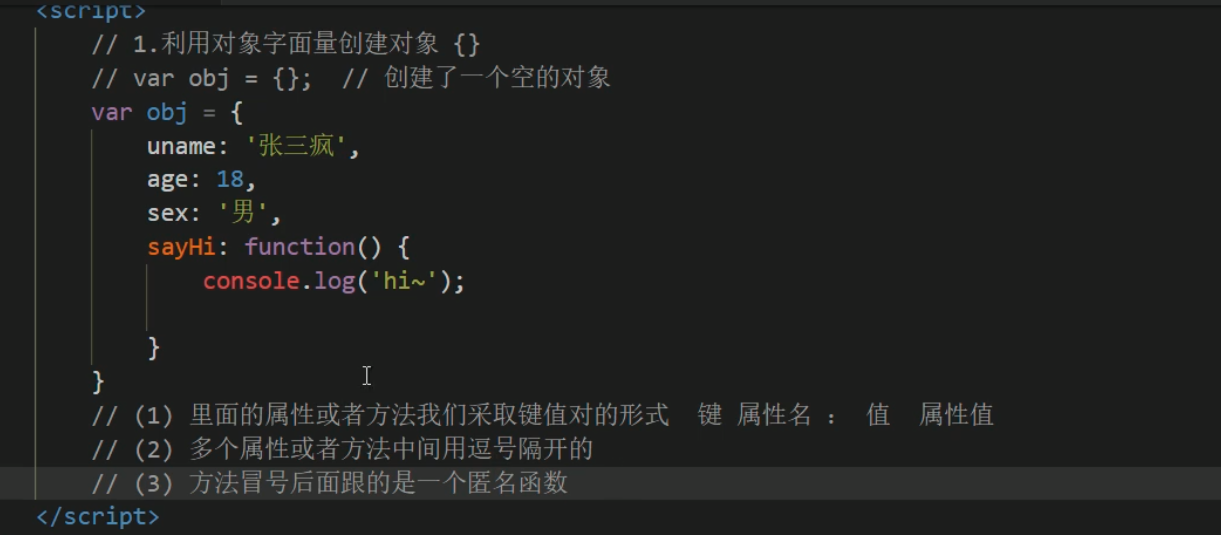 <script>
// 1.利用对象字面量创建对象 {}
// var obj = {}; // 创建了一个空的对象
var obj = {
uname: '张三疯',
age: 18,
sex: '男',
sayHi: function() {
console.log('hi~');
}
}
// (1) 里面的属性或者方法我们采取键值对的形式 键 属性名 : 值 属性值
// (2) 多个属性或者方法中间用逗号隔开的
// (3) 方法冒号后面跟的是一个匿名函数
</script>